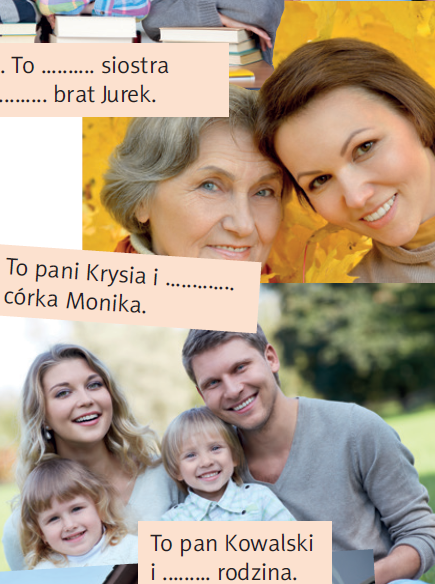 . To .......... siostra
......... brat Jurek.
To pani Krysia i .............
córka Monika.
To pan Kowalski
i ......... rodzina.